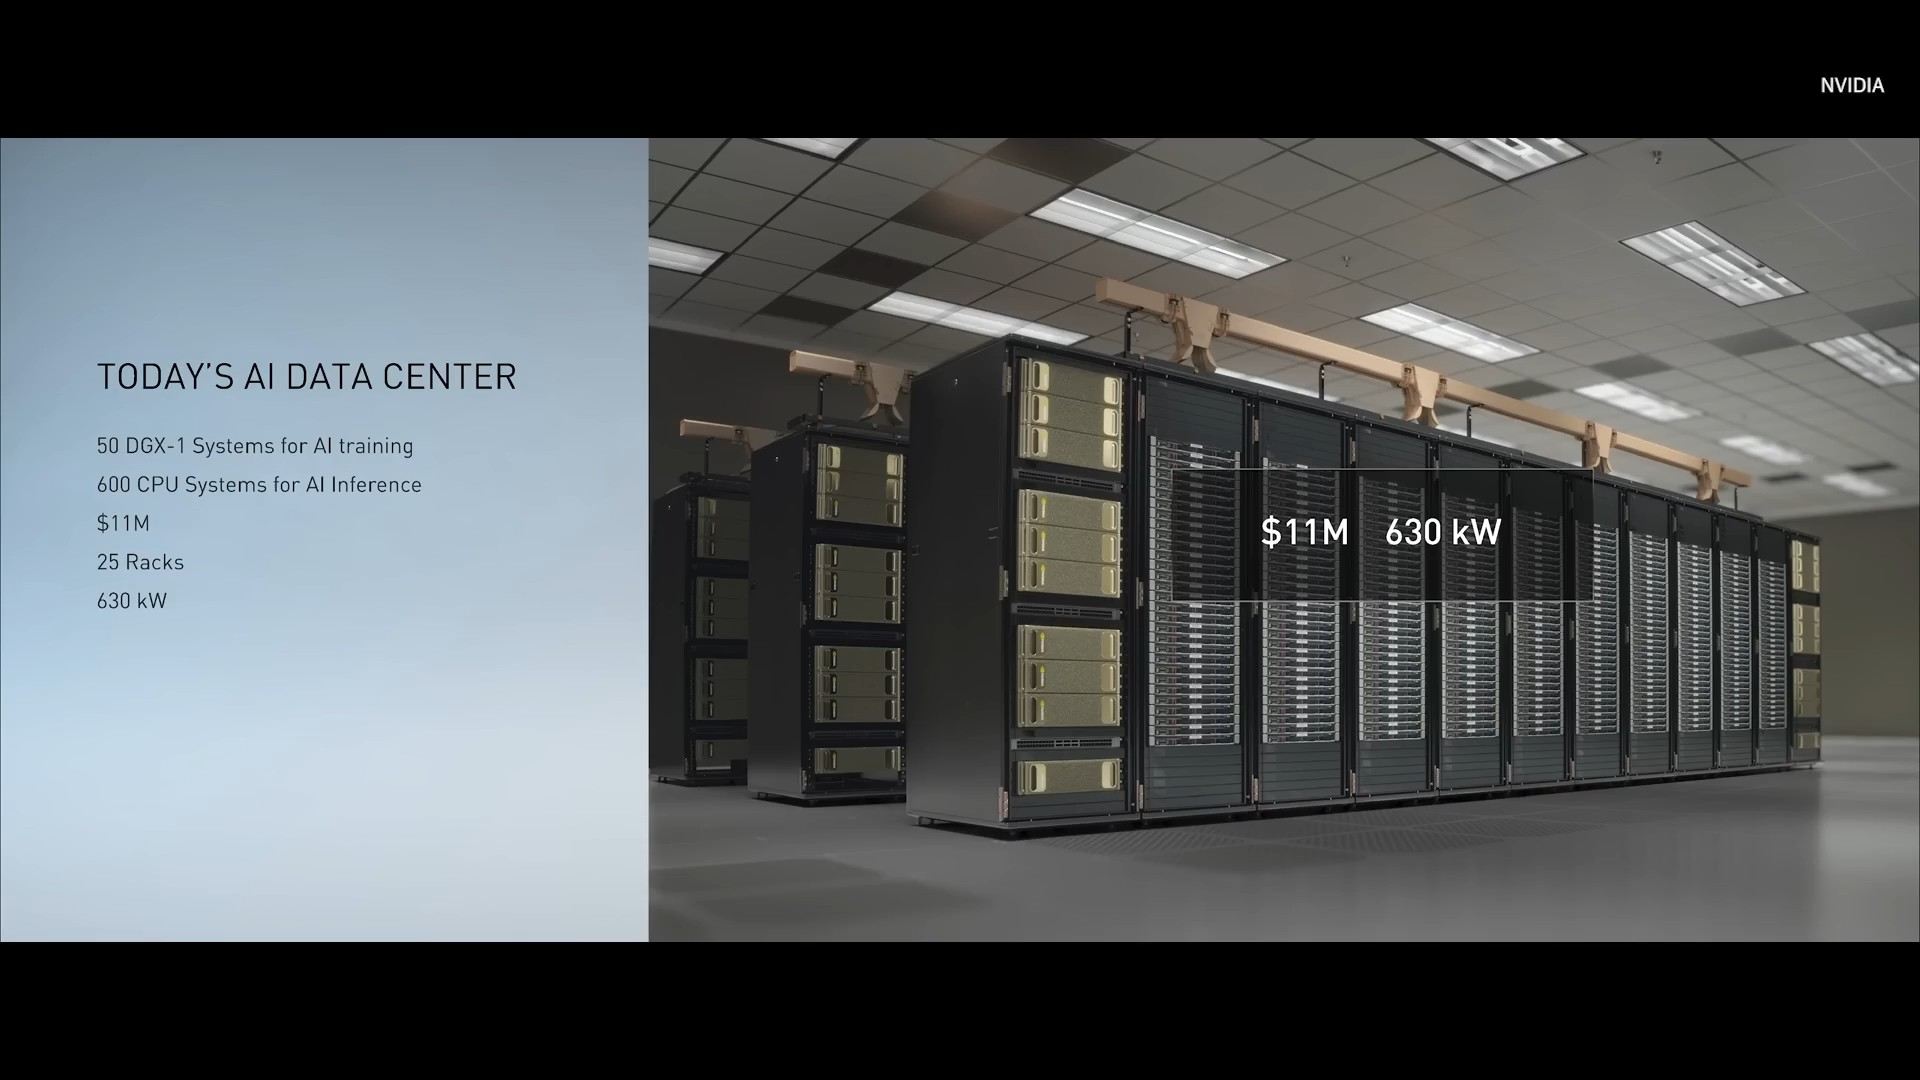 NVIDIA
TODAY'S AI DATA CENTER
50 DGX-1 Systems for AI training
600 CPU Systems for AI Inference
$11M
25 Racks
630 kW
$11M 630 kW